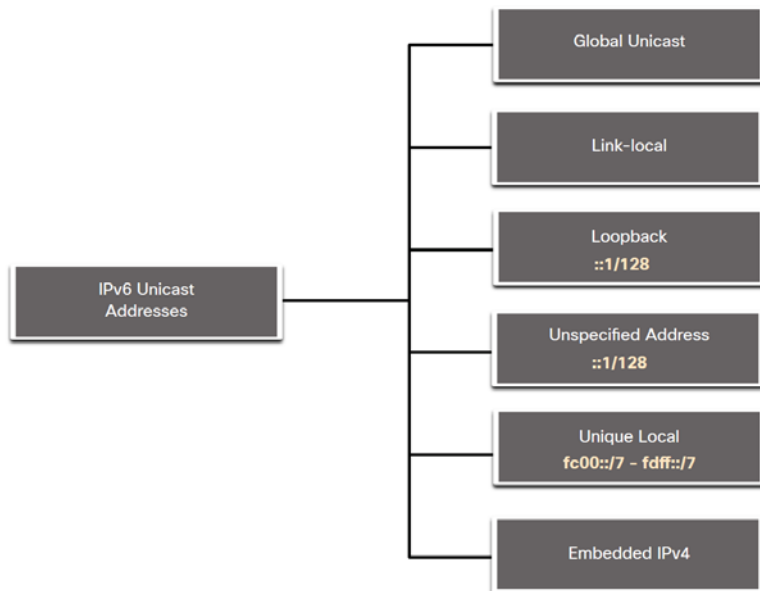 Global Unicast
Link-local
Loopback
::1/128
IPv6 Unicast
Addresses
Unspecified Address
::1/128
Unique Local
fc00::/7 - fdff::/7
Embedded IPv4